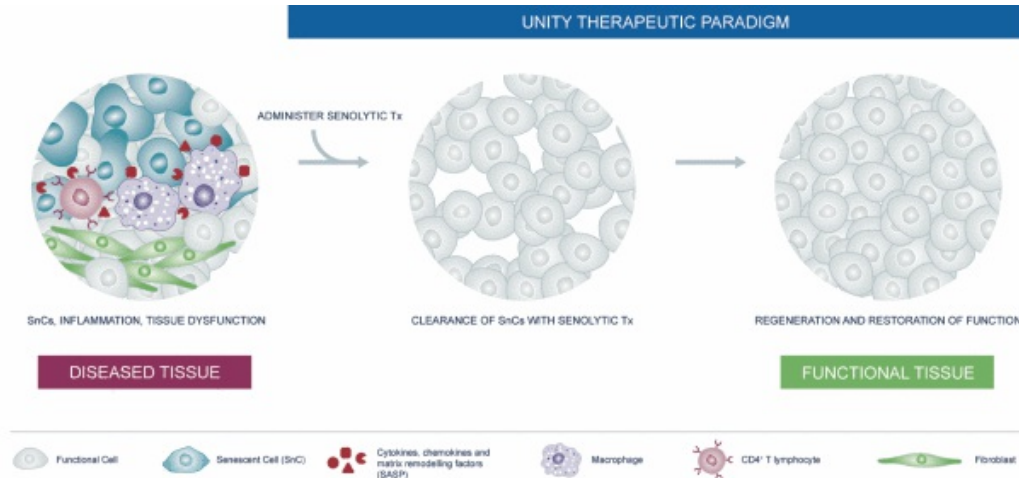 UNITY THERAPEUTIC PARADIGM
ADMINISTER SENOLYTIC Tx
SnCs, INFLAMMATION, TISSUE DYSFUNCTION
CLEARANCE OF SnCs WITH SENOLYTIC Tx
REGENERATION AND RESTORATION OF FUNCTION
DISEASED TISSUE
FUNCTIONAL TISSUE
Functional Cell
Senescent Cell (SnC)
Cytokines, chemokines and
matrix remodelling factors
(SASP)
Macrophage
CD4⁺ T lymphocyte
Fibroblast